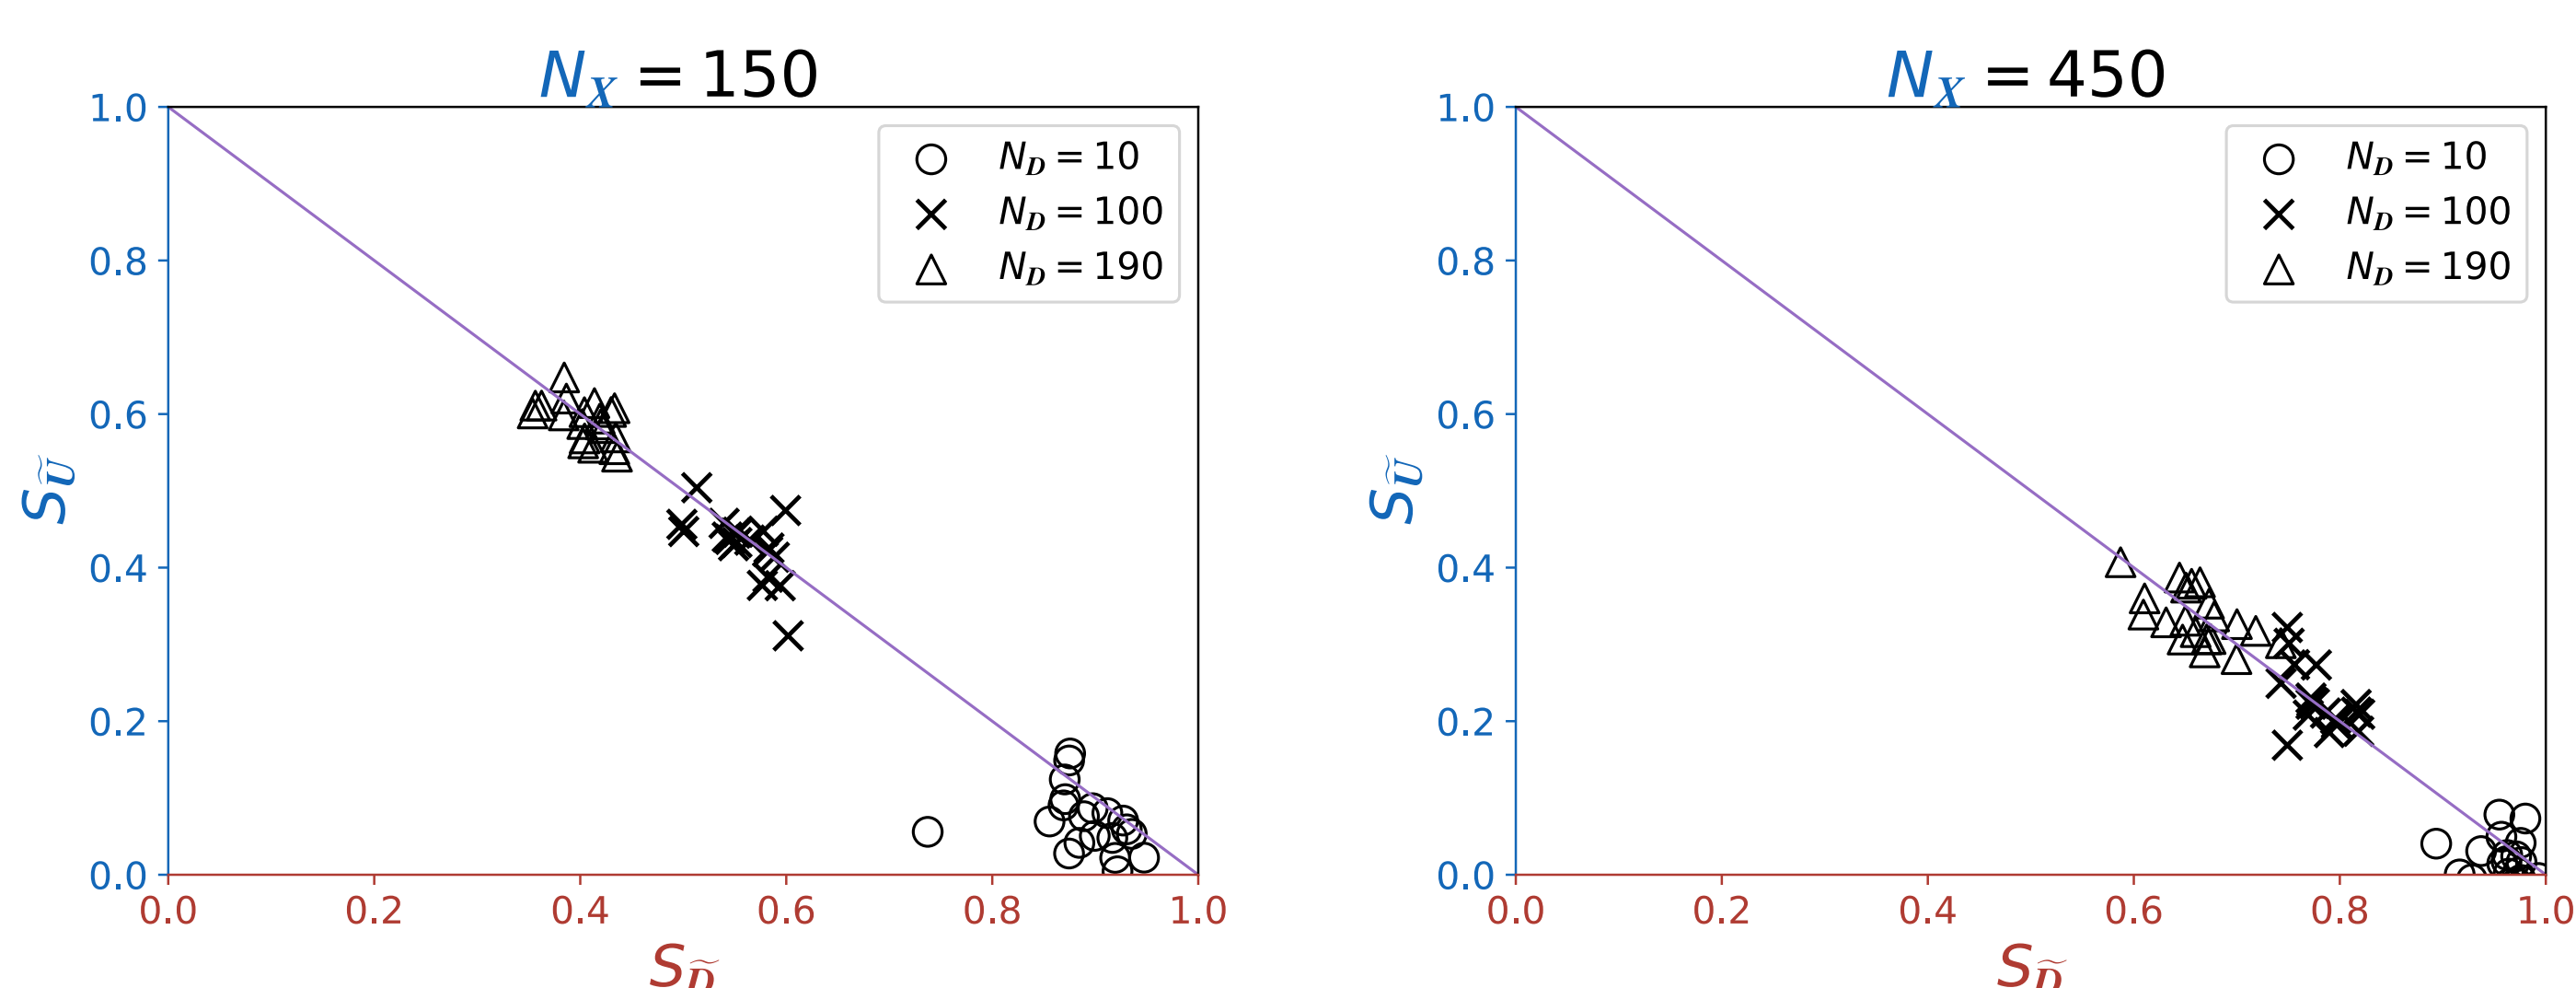 N_X = 150
1.0
0.8
0.6
0.4
0.2
0.0
S_Ũ
N_D = 10
N_D = 100
N_D = 190
0.0 0.2 0.4 0.6 0.8 1.0
S_D̃
N_X = 450
1.0
0.8
0.6
0.4
0.2
0.0
S_Ũ
N_D = 10
N_D = 100
N_D = 190
0.0 0.2 0.4 0.6 0.8 1.0
S_D̃